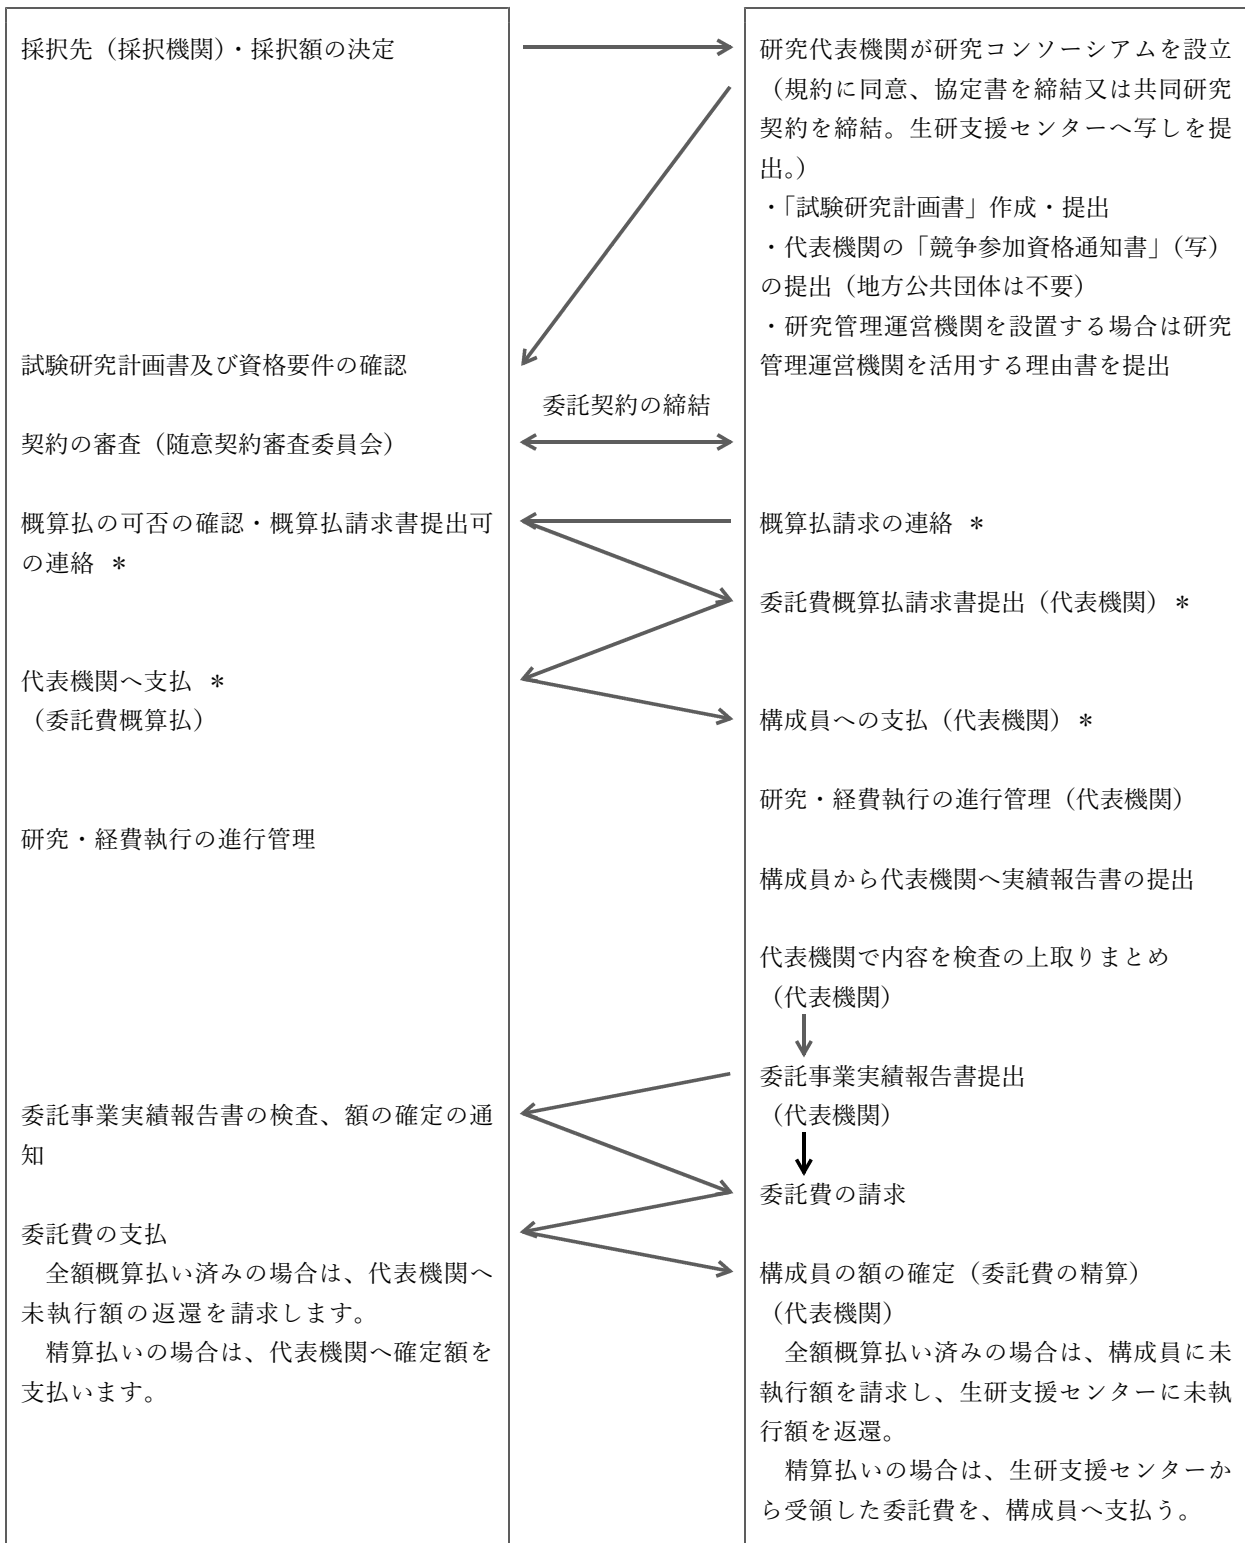 採択先（採択機関）・採択額の決定
試験研究計画書及び資格要件の確認
契約の審査（随意契約審査委員会）
概算払の可否の確認・概算払請求書提出可
の連絡 ＊
代表機関へ支払 ＊
（委託費概算払）
研究・経費執行の進行管理
委託事業実績報告書の検査、額の確定の通
知
委託費の支払
全額概算払い済みの場合は、代表機関へ
未執行額の返還を請求します。
精算払いの場合は、代表機関へ確定額を
支払います。
委託契約の締結
研究代表機関が研究コンソーシアムを設立
（規約に同意、協定書を締結又は共同研究
契約を締結。生研支援センターへ写しを提
出。）
・「試験研究計画書」作成・提出
・代表機関の「競争参加資格通知書」（写）
の提出（地方公共団体は不要）
・研究管理運営機関を設置する場合は研究
管理運営機関を活用する理由書を提出
概算払請求の連絡 ＊
委託費概算払請求書提出（代表機関）＊
構成員への支払（代表機関）＊
研究・経費執行の進行管理（代表機関）
構成員から代表機関へ実績報告書の提出
代表機関で内容を検査の上取りまとめ
（代表機関）
委託事業実績報告書提出
（代表機関）
委託費の請求
構成員の額の確定（委託費の精算）
（代表機関）
全額概算払い済みの場合は、構成員に未
執行額を請求し、生研支援センターに未執
行額を返還。
精算払いの場合は、生研支援センターか
ら受領した委託費を、構成員へ支払う。